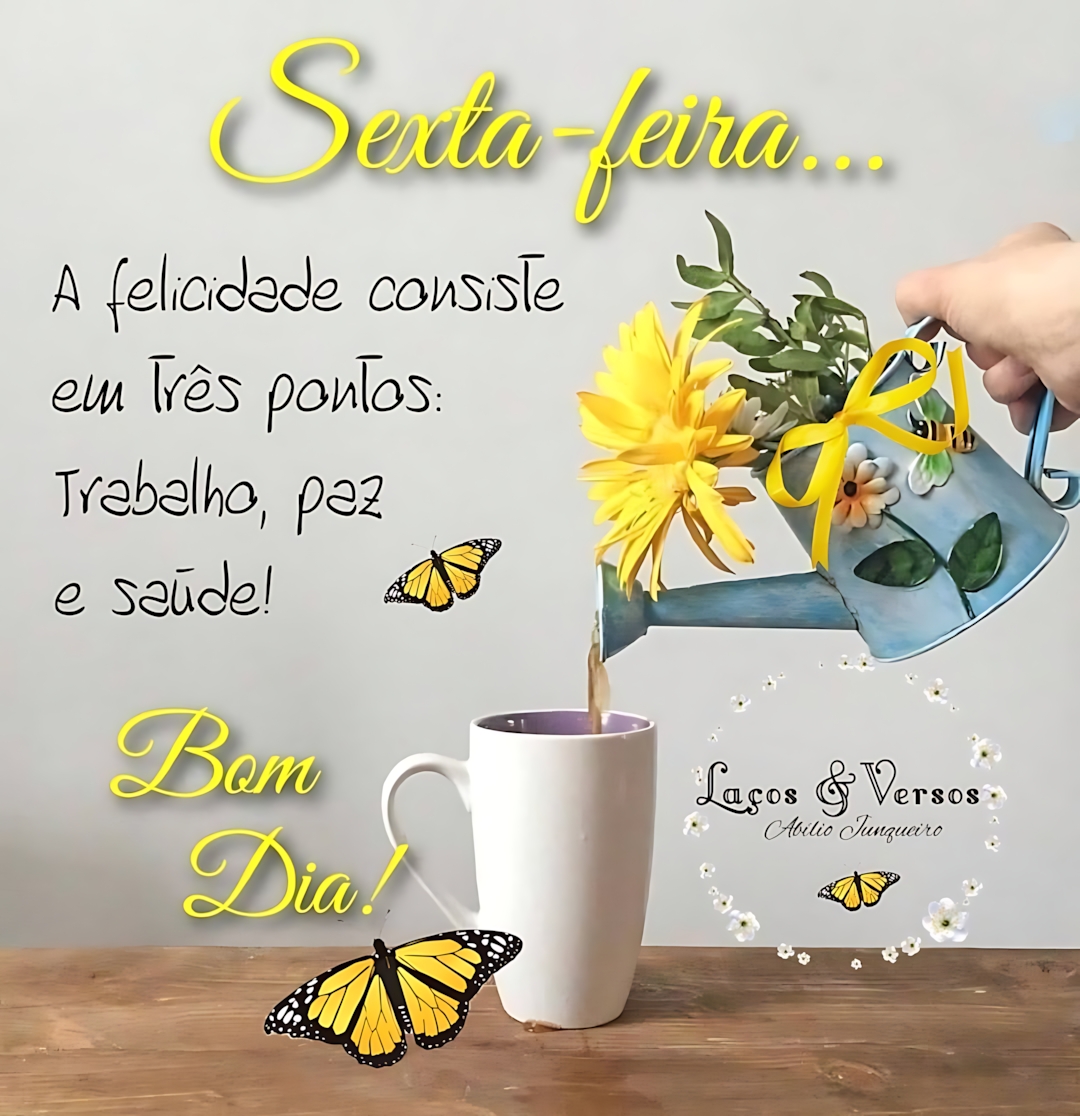 Sexta-feira...
A felicidade consiste
em três pontos:
Trabalho, paz
e saúde!
Bom
Dia!
Laços & Versos
Abílio Junqueiro